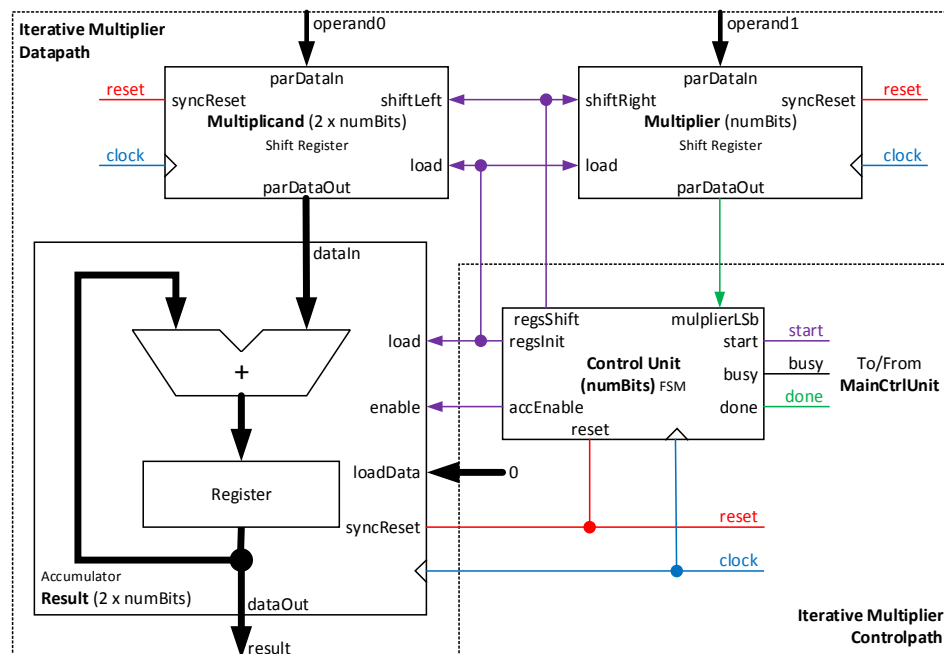 Iterative Multiplier
Datapath
operand0
operand1
parDataIn
reset
syncReset
shiftLeft
Multiplicand (2 x numBits)
Shift Register
clock
load
parDataOut
parDataIn
shiftRight
syncReset
reset
Multiplier (numBits)
Shift Register
load
clock
parDataOut
dataIn
+
load
enable
loadData
0
Register
syncReset
reset
clock
Accumulator
Result (2 x numBits)
dataOut
result
regsShift
mulplierLSb
regsInit
start
start
Control Unit
(numBits) FSM
busy
busy
accEnable
done
done
reset
To/From
MainCtrlUnit
Iterative Multiplier
Controlpath